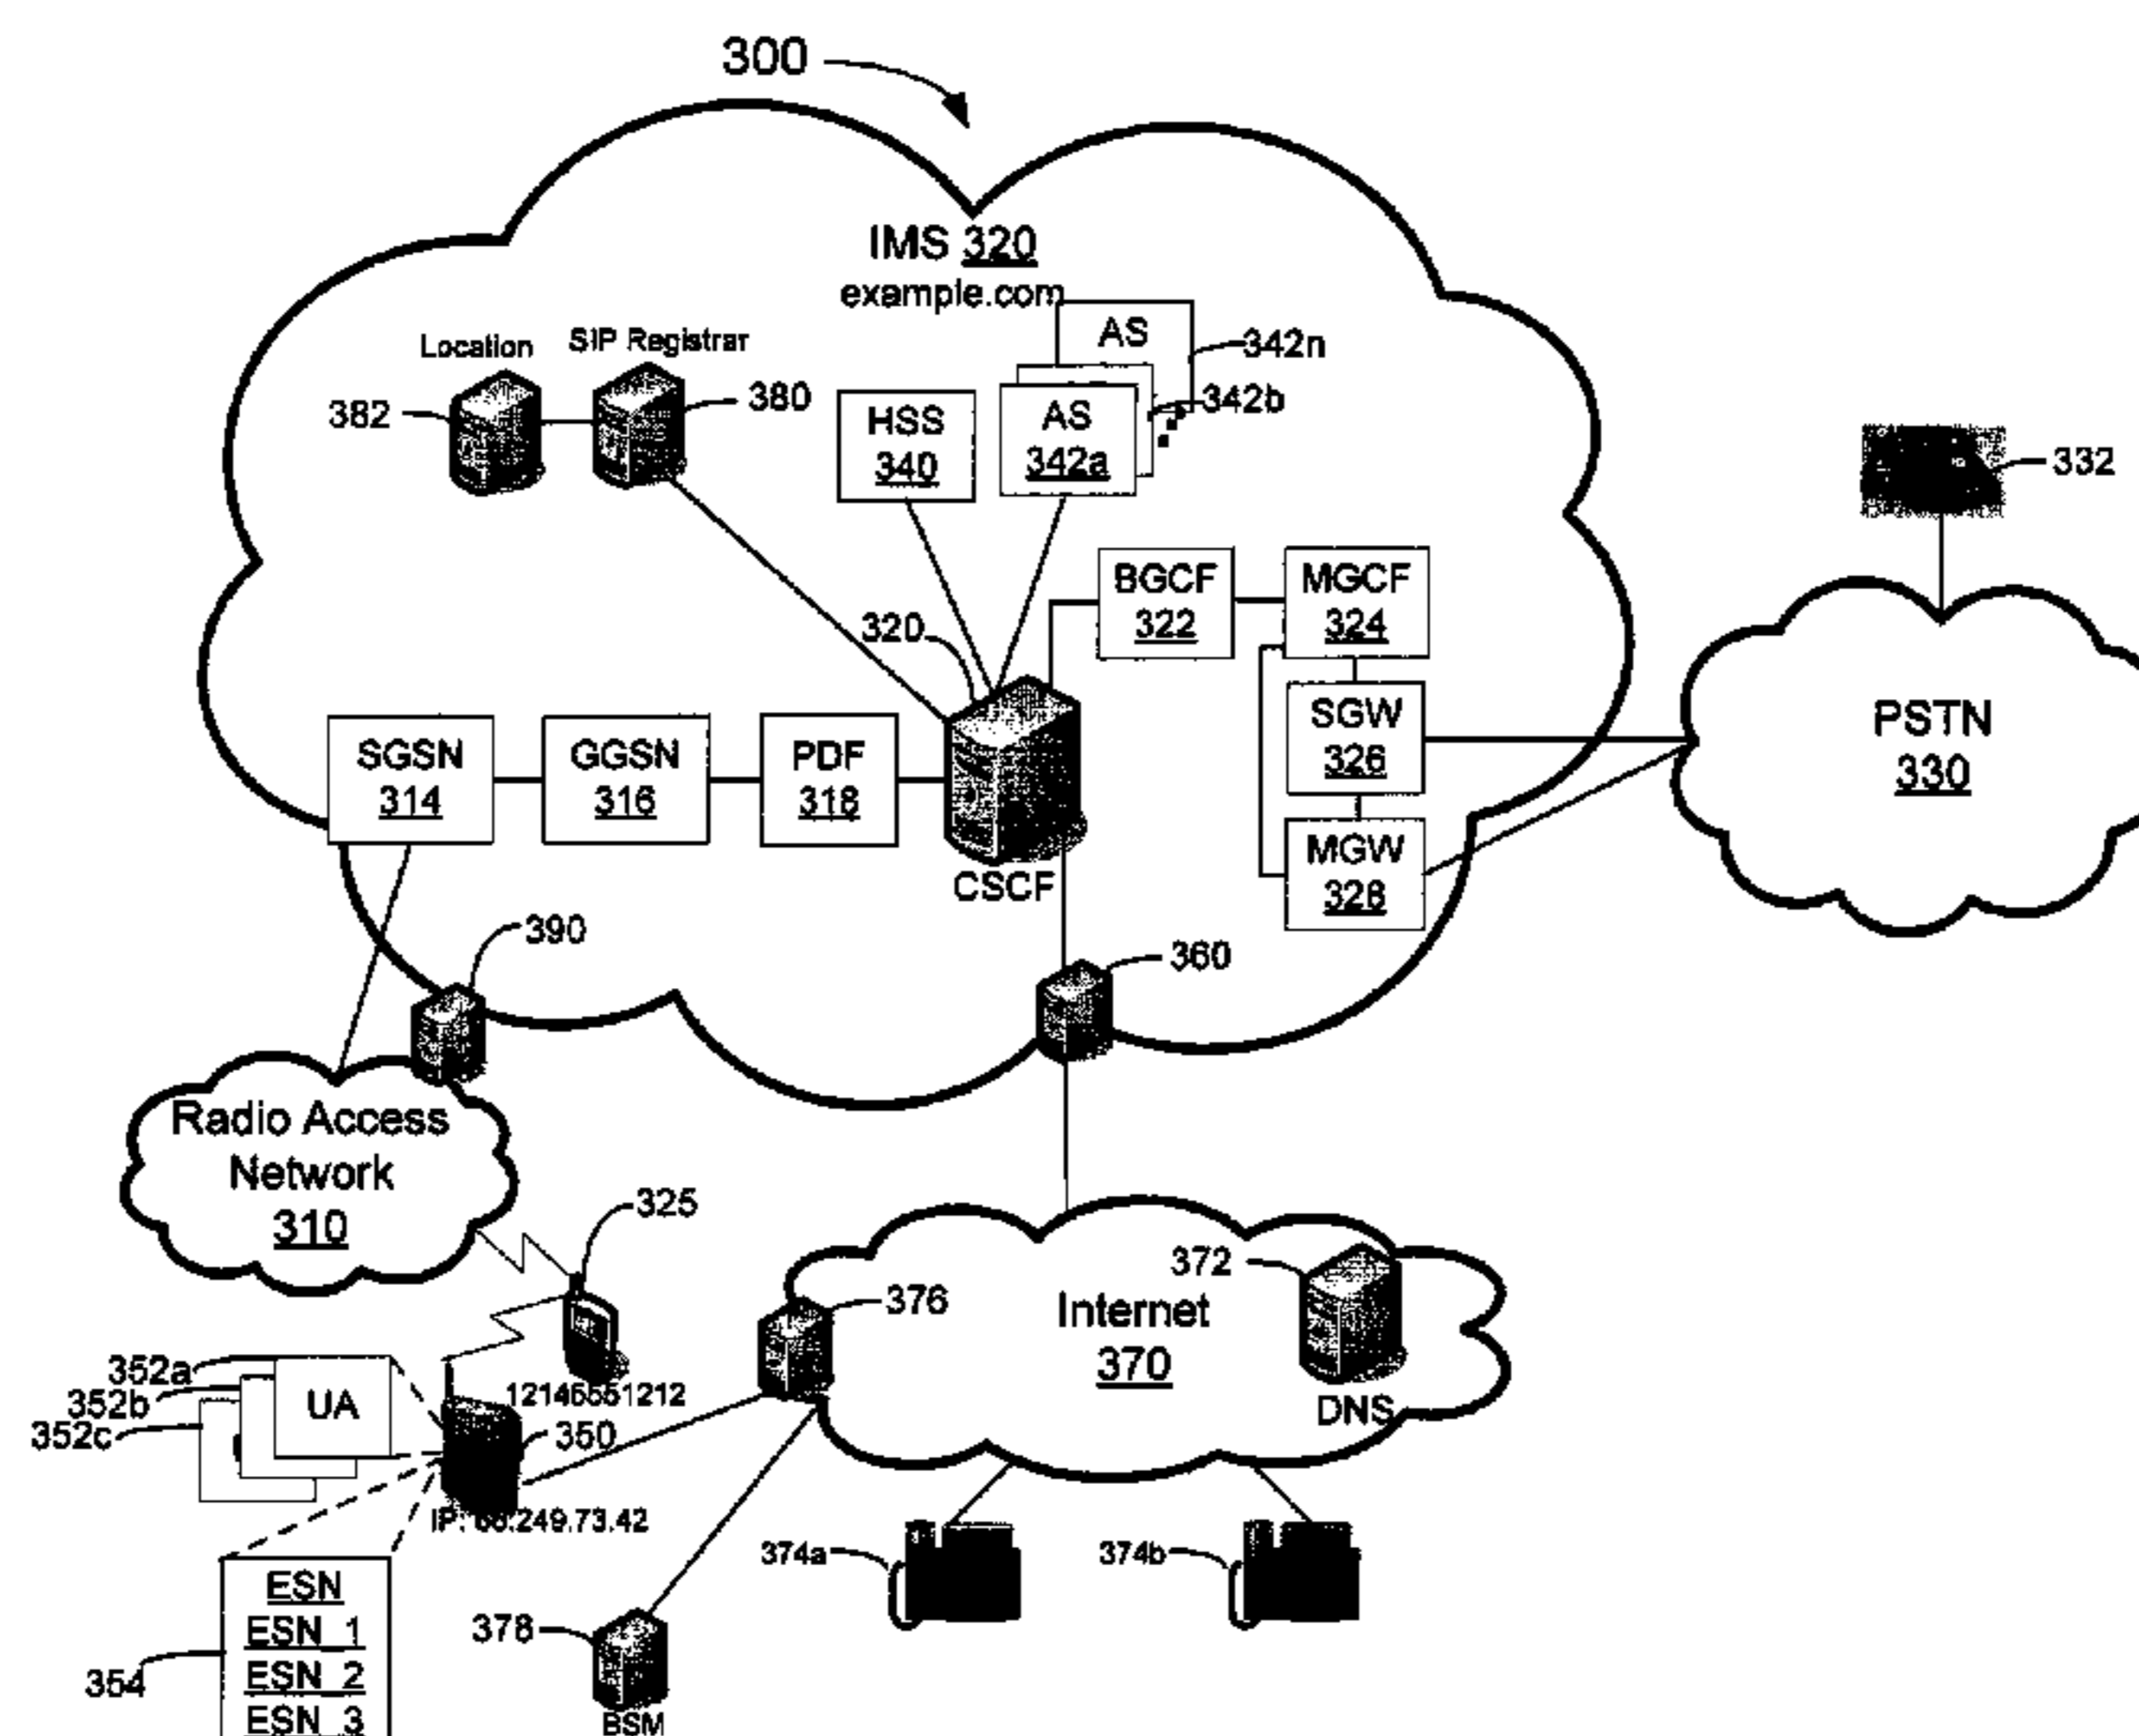 300
IMS 320
example.com
Location
SIP Registrar
382
380
HSS
340
AS
342n
342b
AS
342a
332
BGCF
322
MGCF
324
320
SGSN
314
GGSN
316
PDF
318
CSCF
SGW
326
MGW
328
PSTN
330
390
360
Radio Access
Network
310
325
372
376
Internet
370
DNS
352a
352b
352c
UA
12145551212
350
249.73.42
IP:
374a
374b
378
BSM
354
ESN
ESN_1
ESN_2
ESN_3